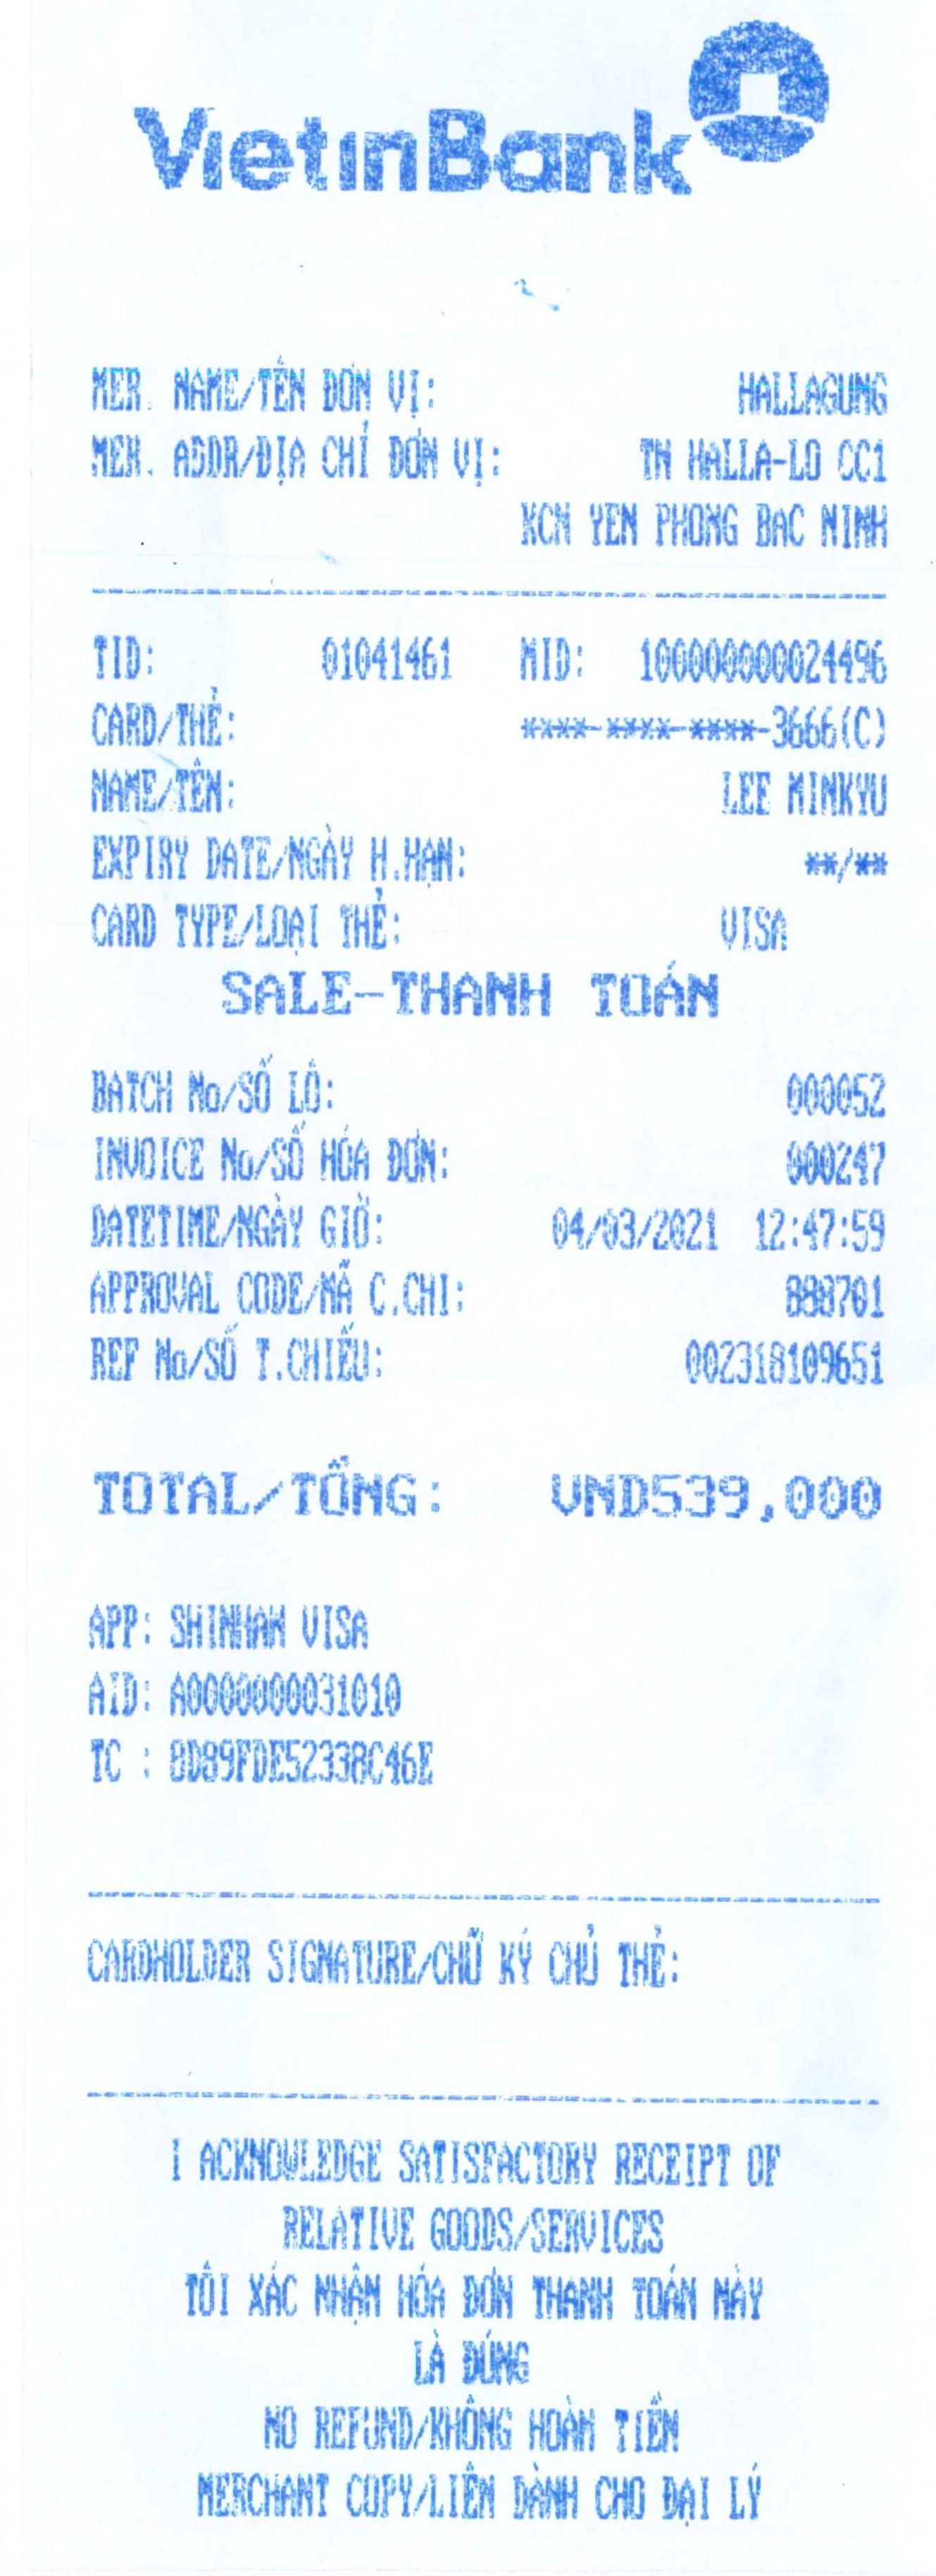 VietinBank
MER. NAME/TÊN ĐƠN VỊ: HALLAGUNG
MER. ADDR/ĐỊA CHỈ ĐƠN VỊ: TN HALLA-LO CC1
KCN YEN PHONG BAC NINH
TID: 01041461 MID: 100000000024496
CARD/THẺ: ****-****-****-3666(C)
NAME/TÊN: LEE MINKYU
EXPIRY DATE/NGÀY H.HẠN: **/**
CARD TYPE/LOẠI THẺ: VISA
SALE-THANH TOÁN
BATCH No/SỐ LÔ: 000052
INVOICE No/SỐ HÓA ĐƠN: 000247
DATETIME/NGÀY GIỜ: 04/03/2021 12:47:59
APPROVAL CODE/MÃ C.CHI: 888701
REF No/SỐ T.CHIẾU: 002318109651
TOTAL/TỔNG: VND539,000
APP: SHINHAN VISA
AID: A0000000031010
TC : 8D89FDE52338C46E
CARDHOLDER SIGNATURE/CHỮ KÝ CHỦ THẺ:
I ACKNOWLEDGE SATISFACTORY RECEIPT OF
RELATIVE GOODS/SERVICES
TÔI XÁC NHẬN HÓA ĐƠN THANH TOÁN NÀY
LÀ ĐÚNG
NO REFUND/KHÔNG HOÀN TIỀN
MERCHANT COPY/LIÊN DÀNH CHO ĐẠI LÝ